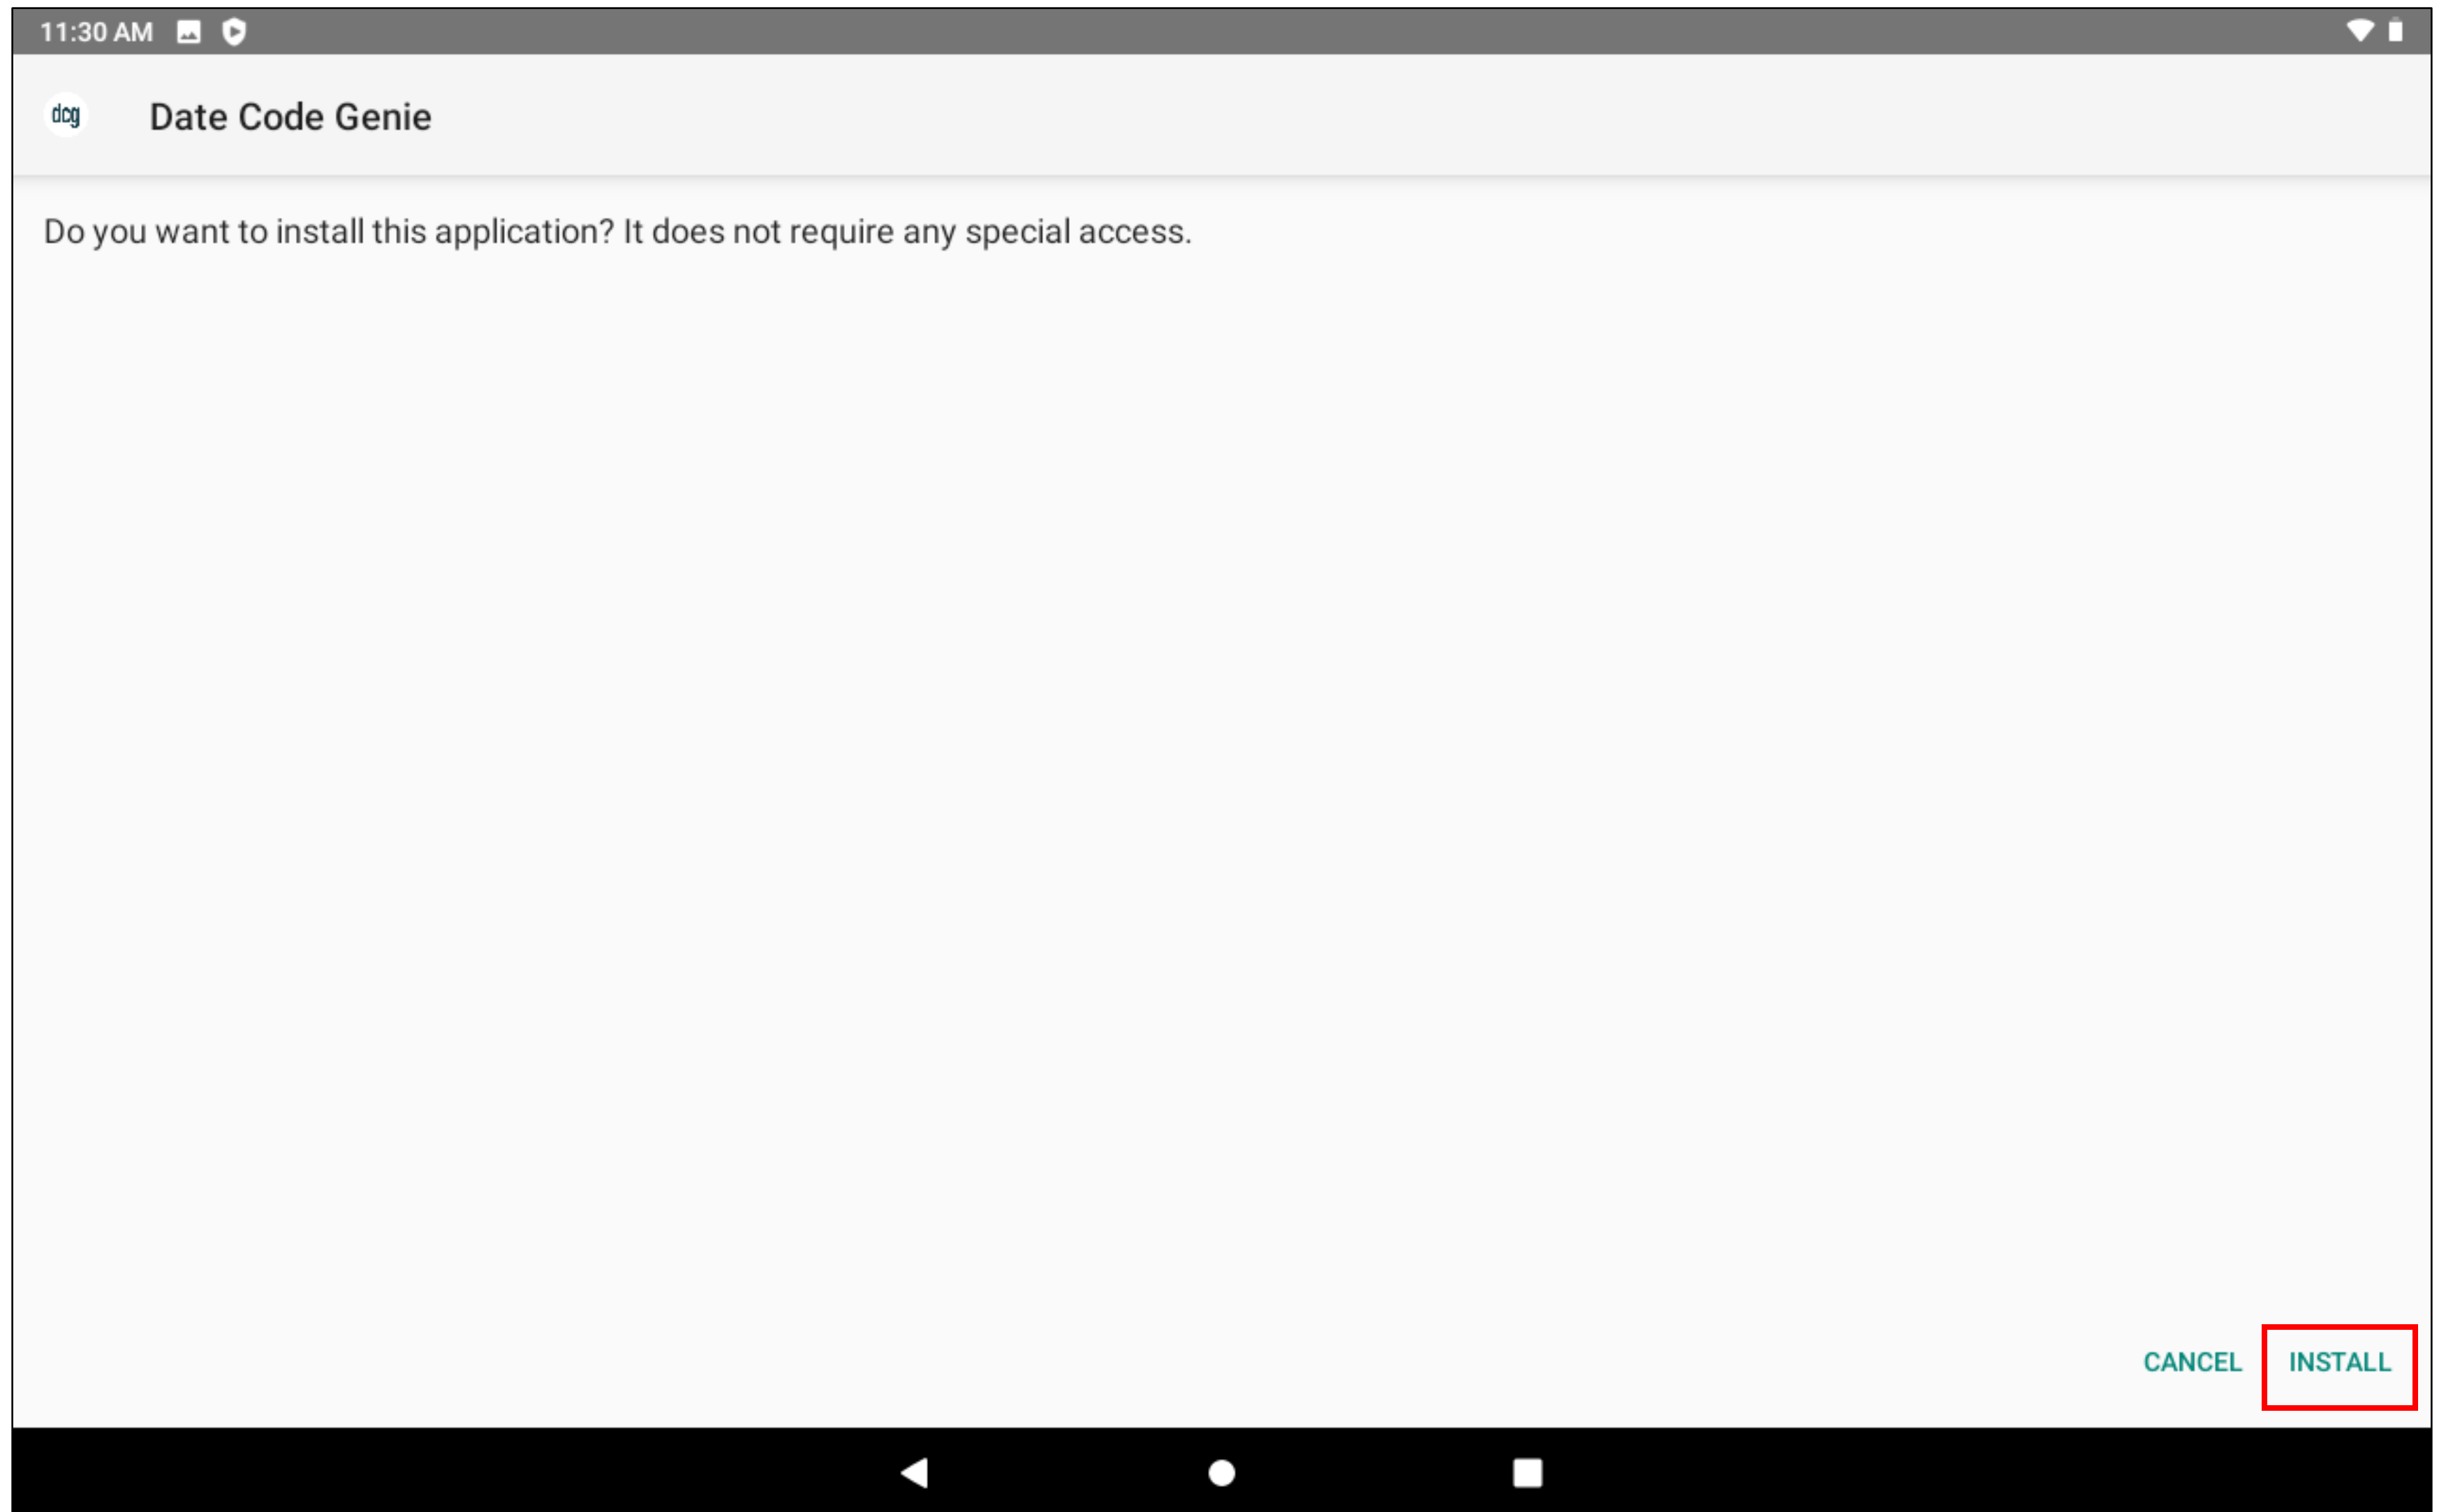 11:30 AM
dcg
Date Code Genie
Do you want to install this application? It does not require any special access.
CANCEL
INSTALL